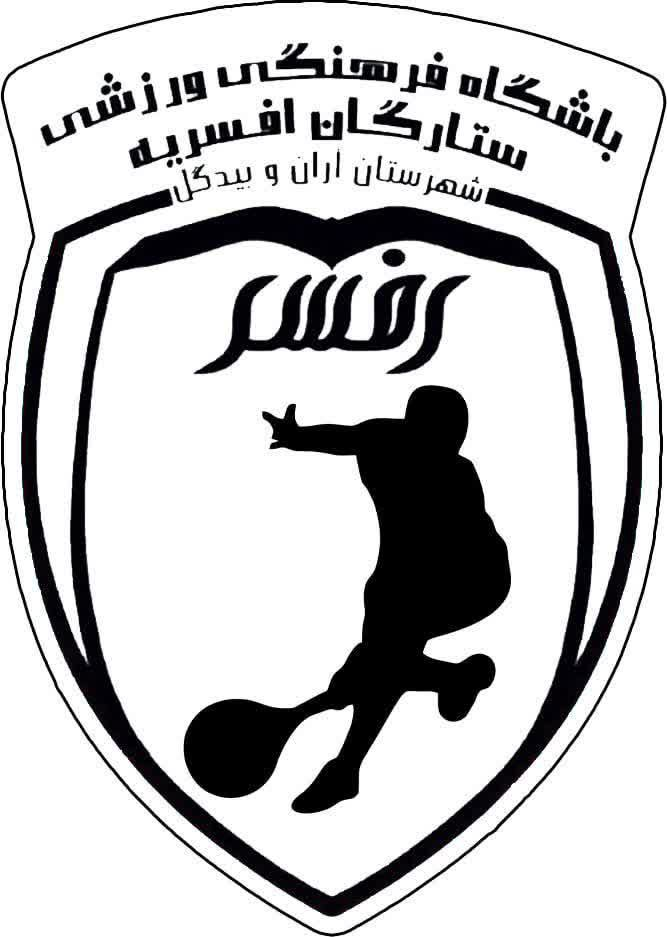 باشگاه فرهنگی ورزشی
ستارگان افسریه
شهرستان آران و بیدگل